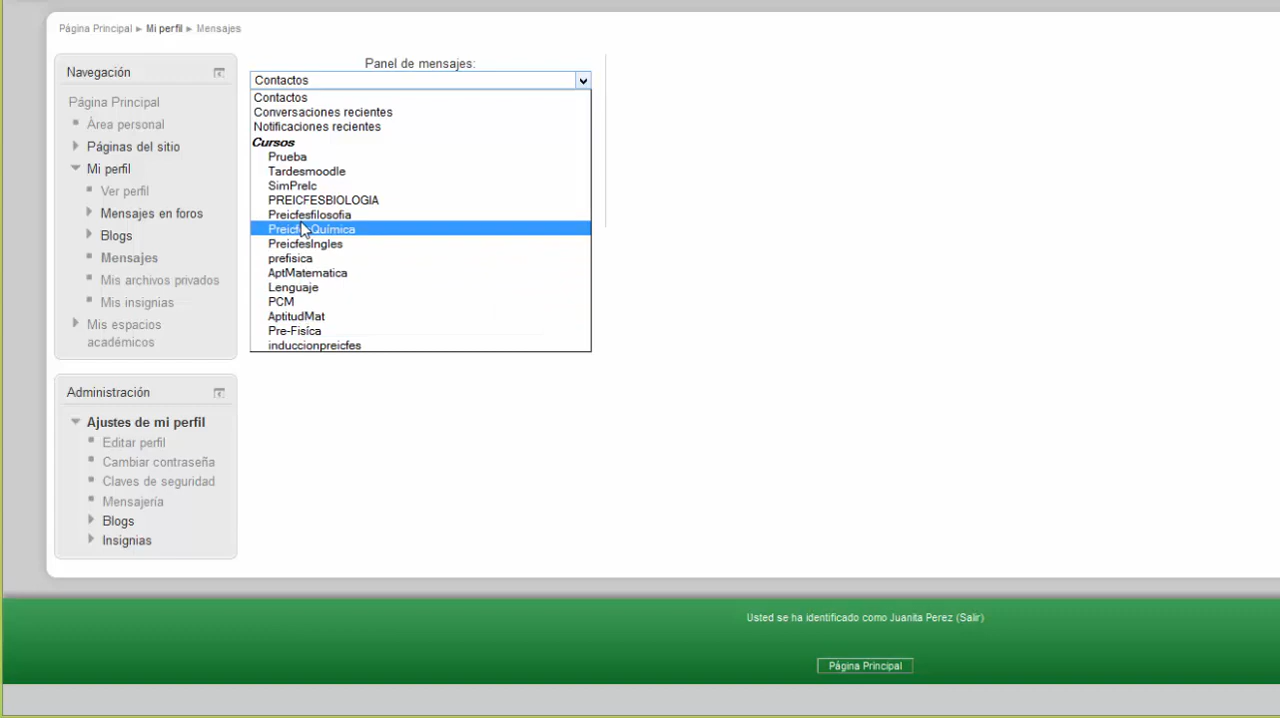 Página Principal ► Mi perfil ► Mensajes
Navegación
Página Principal
Área personal
Páginas del sitio
Mi perfil
Ver perfil
Mensajes en foros
Blogs
Mensajes
Mis archivos privados
Mis insignias
Mis espacios
académicos
Administración
Ajustes de mi perfil
Editar perfil
Cambiar contraseña
Claves de seguridad
Mensajería
Blogs
Insignias
Panel de mensajes:
Contactos
Contactos
Conversaciones recientes
Notificaciones recientes
Cursos
Prueba
Tardesmoodle
SimPreIc
PREICFESBIOLOGIA
Preicfesfilosofia
Química
PreicfesIngles
prefisica
AptMatematica
Lenguaje
PCM
AptitudMat
Pre-Fisíca
induccionpreicfes
Usted se ha identificado como Juanita Perez (Salir)
Página Principal